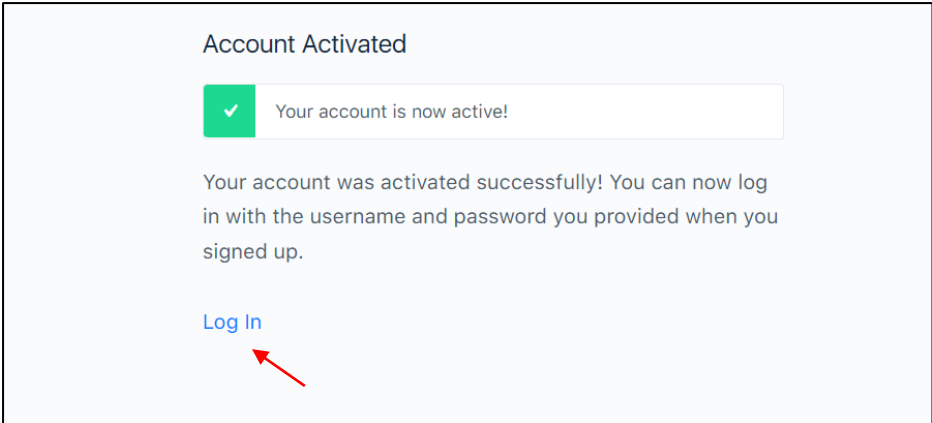 Account Activated
Your account is now active!
Your account was activated successfully! You can now log
in with the username and password you provided when you
signed up.
Log In